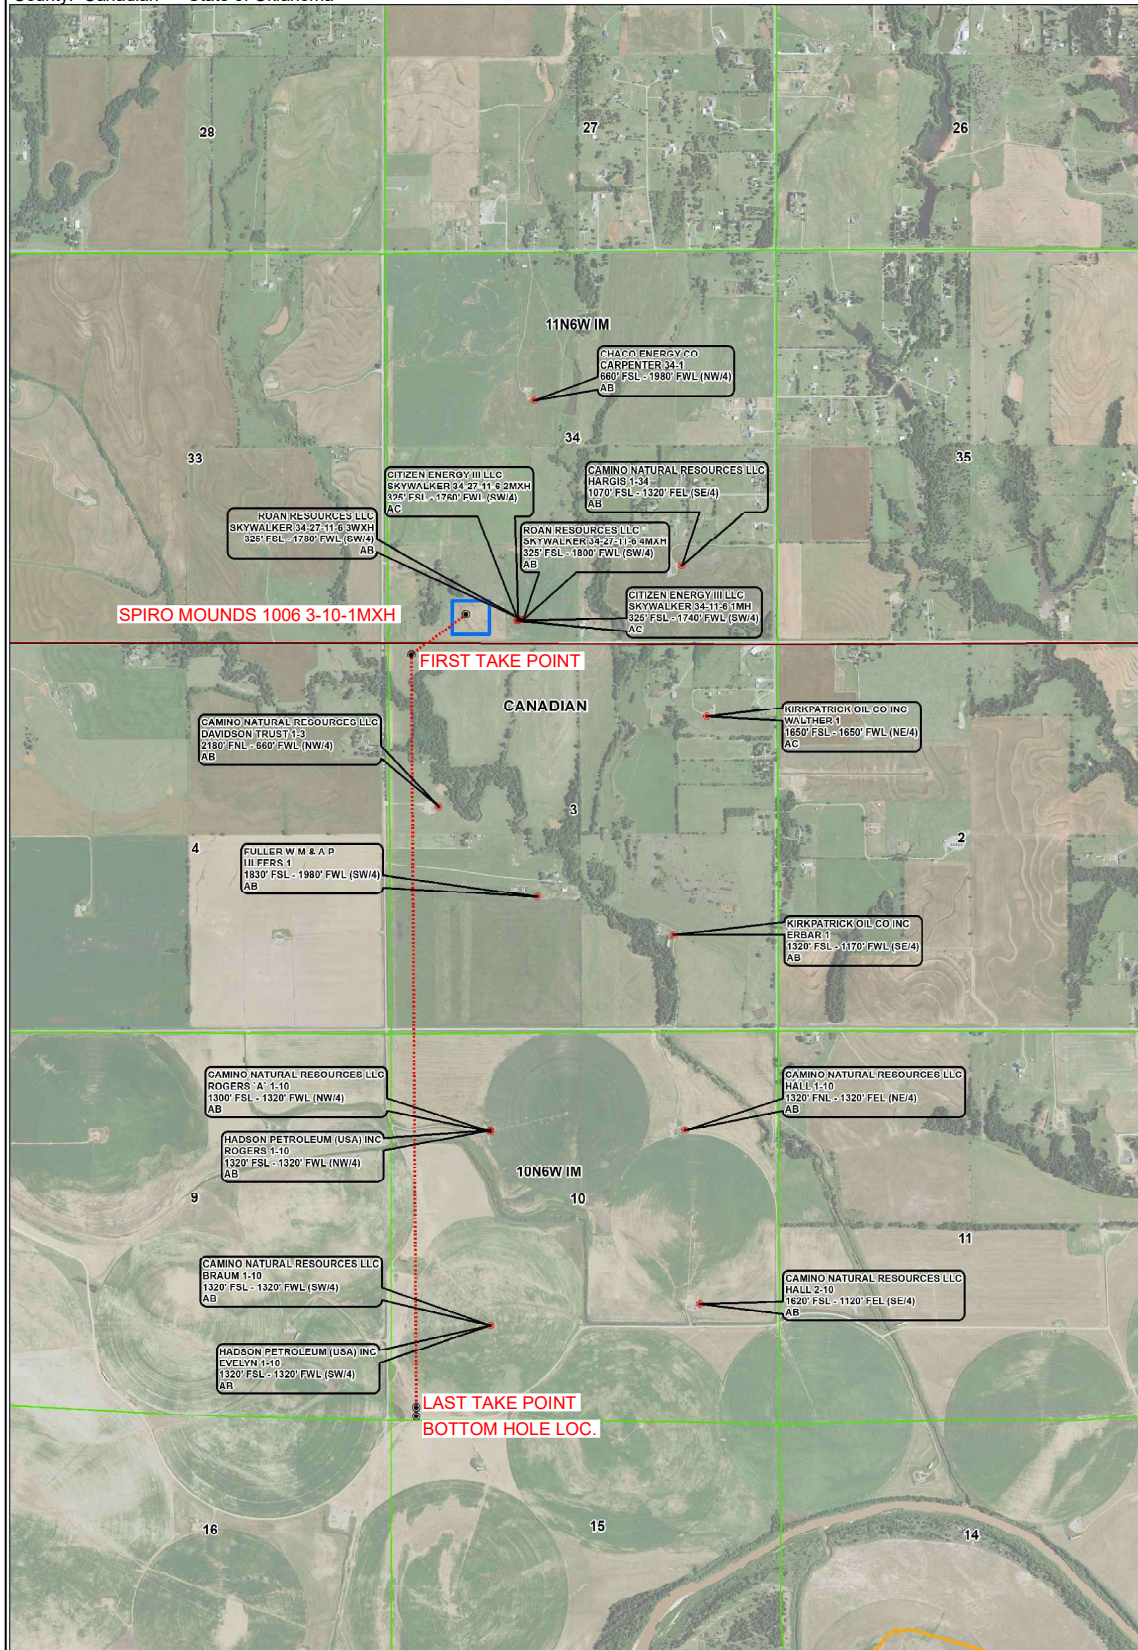 County: Canadian State of Oklahoma
28
27
26
11N6W IM
CHACO ENERGY CO
CARPENTER 34-1
660' FSL - 1980' FWL (NW/4)
AB
34
33
35
CITIZEN ENERGY III LLC
SKYWALKER 34-27-11-6 2MXH
325' FSL - 1760' FWL (SW/4)
AC
CAMINO NATURAL RESOURCES LLC
HARGIS 1-34
1070' FSL - 1320' FEL (SE/4)
AB
ROAN RESOURCES LLC
SKYWALKER 34-27-11-6 3WXH
325' FSL - 1780' FWL (SW/4)
AB
ROAN RESOURCES LLC
SKYWALKER 34-27-11-6 4MXH
325' FSL - 1800' FWL (SW/4)
AB
CITIZEN ENERGY III LLC
SKYWALKER 34-11-6 1MH
325' FSL - 1740' FWL (SW/4)
AC
SPIRO MOUNDS 1006 3-10-1MXH
FIRST TAKE POINT
CANADIAN
KIRKPATRICK OIL CO INC
WALTHER 1
1650' FSL - 1650' FWL (NE/4)
AC
CAMINO NATURAL RESOURCES LLC
DAVIDSON TRUST 1-3
2180' FNL - 660' FWL (NW/4)
AB
3
4
2
FULLER W M & A P
ULFERS 1
1830' FSL - 1980' FWL (SW/4)
AB
KIRKPATRICK OIL CO INC
ERBAR 1
1320' FSL - 1170' FWL (SE/4)
AB
CAMINO NATURAL RESOURCES LLC
ROGERS `A` 1-10
1300' FSL - 1320' FWL (NW/4)
AB
CAMINO NATURAL RESOURCES LLC
HALL 1-10
1320' FNL - 1320' FEL (NE/4)
AB
HADSON PETROLEUM (USA) INC
ROGERS 1-10
1320' FSL - 1320' FWL (NW/4)
AB
10N6W IM
9
10
11
CAMINO NATURAL RESOURCES LLC
BRAUM 1-10
1320' FSL - 1320' FWL (SW/4)
AB
CAMINO NATURAL RESOURCES LLC
HALL 2-10
1620' FSL - 1120' FEL (SE/4)
AB
HADSON PETROLEUM (USA) INC
EVELYN 1-10
1320' FSL - 1320' FWL (SW/4)
AB
LAST TAKE POINT
BOTTOM HOLE LOC.
16
15
14